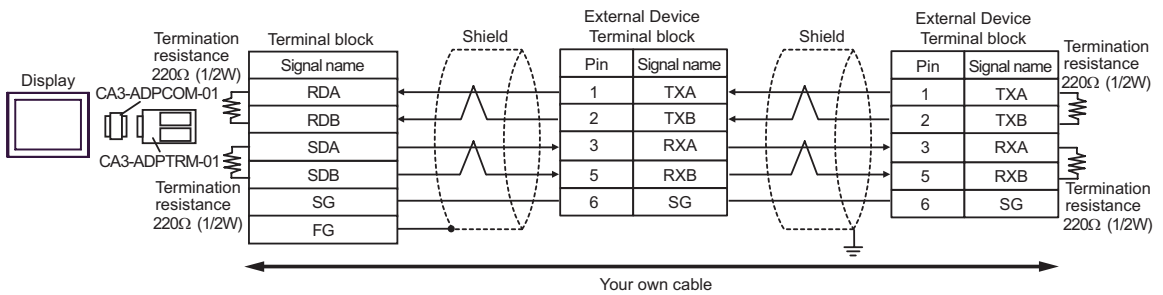 Display
CA3-ADPCOM-01
CA3-ADPTRM-01
Termination
resistance
220Ω (1/2W)
Termination
resistance
220Ω (1/2W)
Terminal block
Signal name
RDA
RDB
SDA
SDB
SG
FG
Shield
External Device
Terminal block
Pin Signal name
1 TXA
2 TXB
3 RXA
5 RXB
6 SG
Shield
External Device
Terminal block
Pin Signal name
1 TXA
2 TXB
3 RXA
5 RXB
6 SG
Termination
resistance
220Ω (1/2W)
Termination
resistance
220Ω (1/2W)
Your own cable